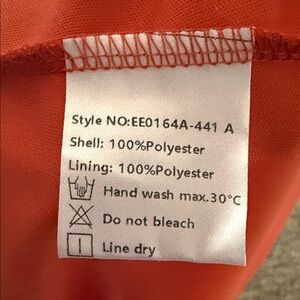 Style NO:EE0164A-441 A
Shell: 100%Polyester
Lining: 100%Polyester
Hand wash max.30°C
Do not bleach
Line dry